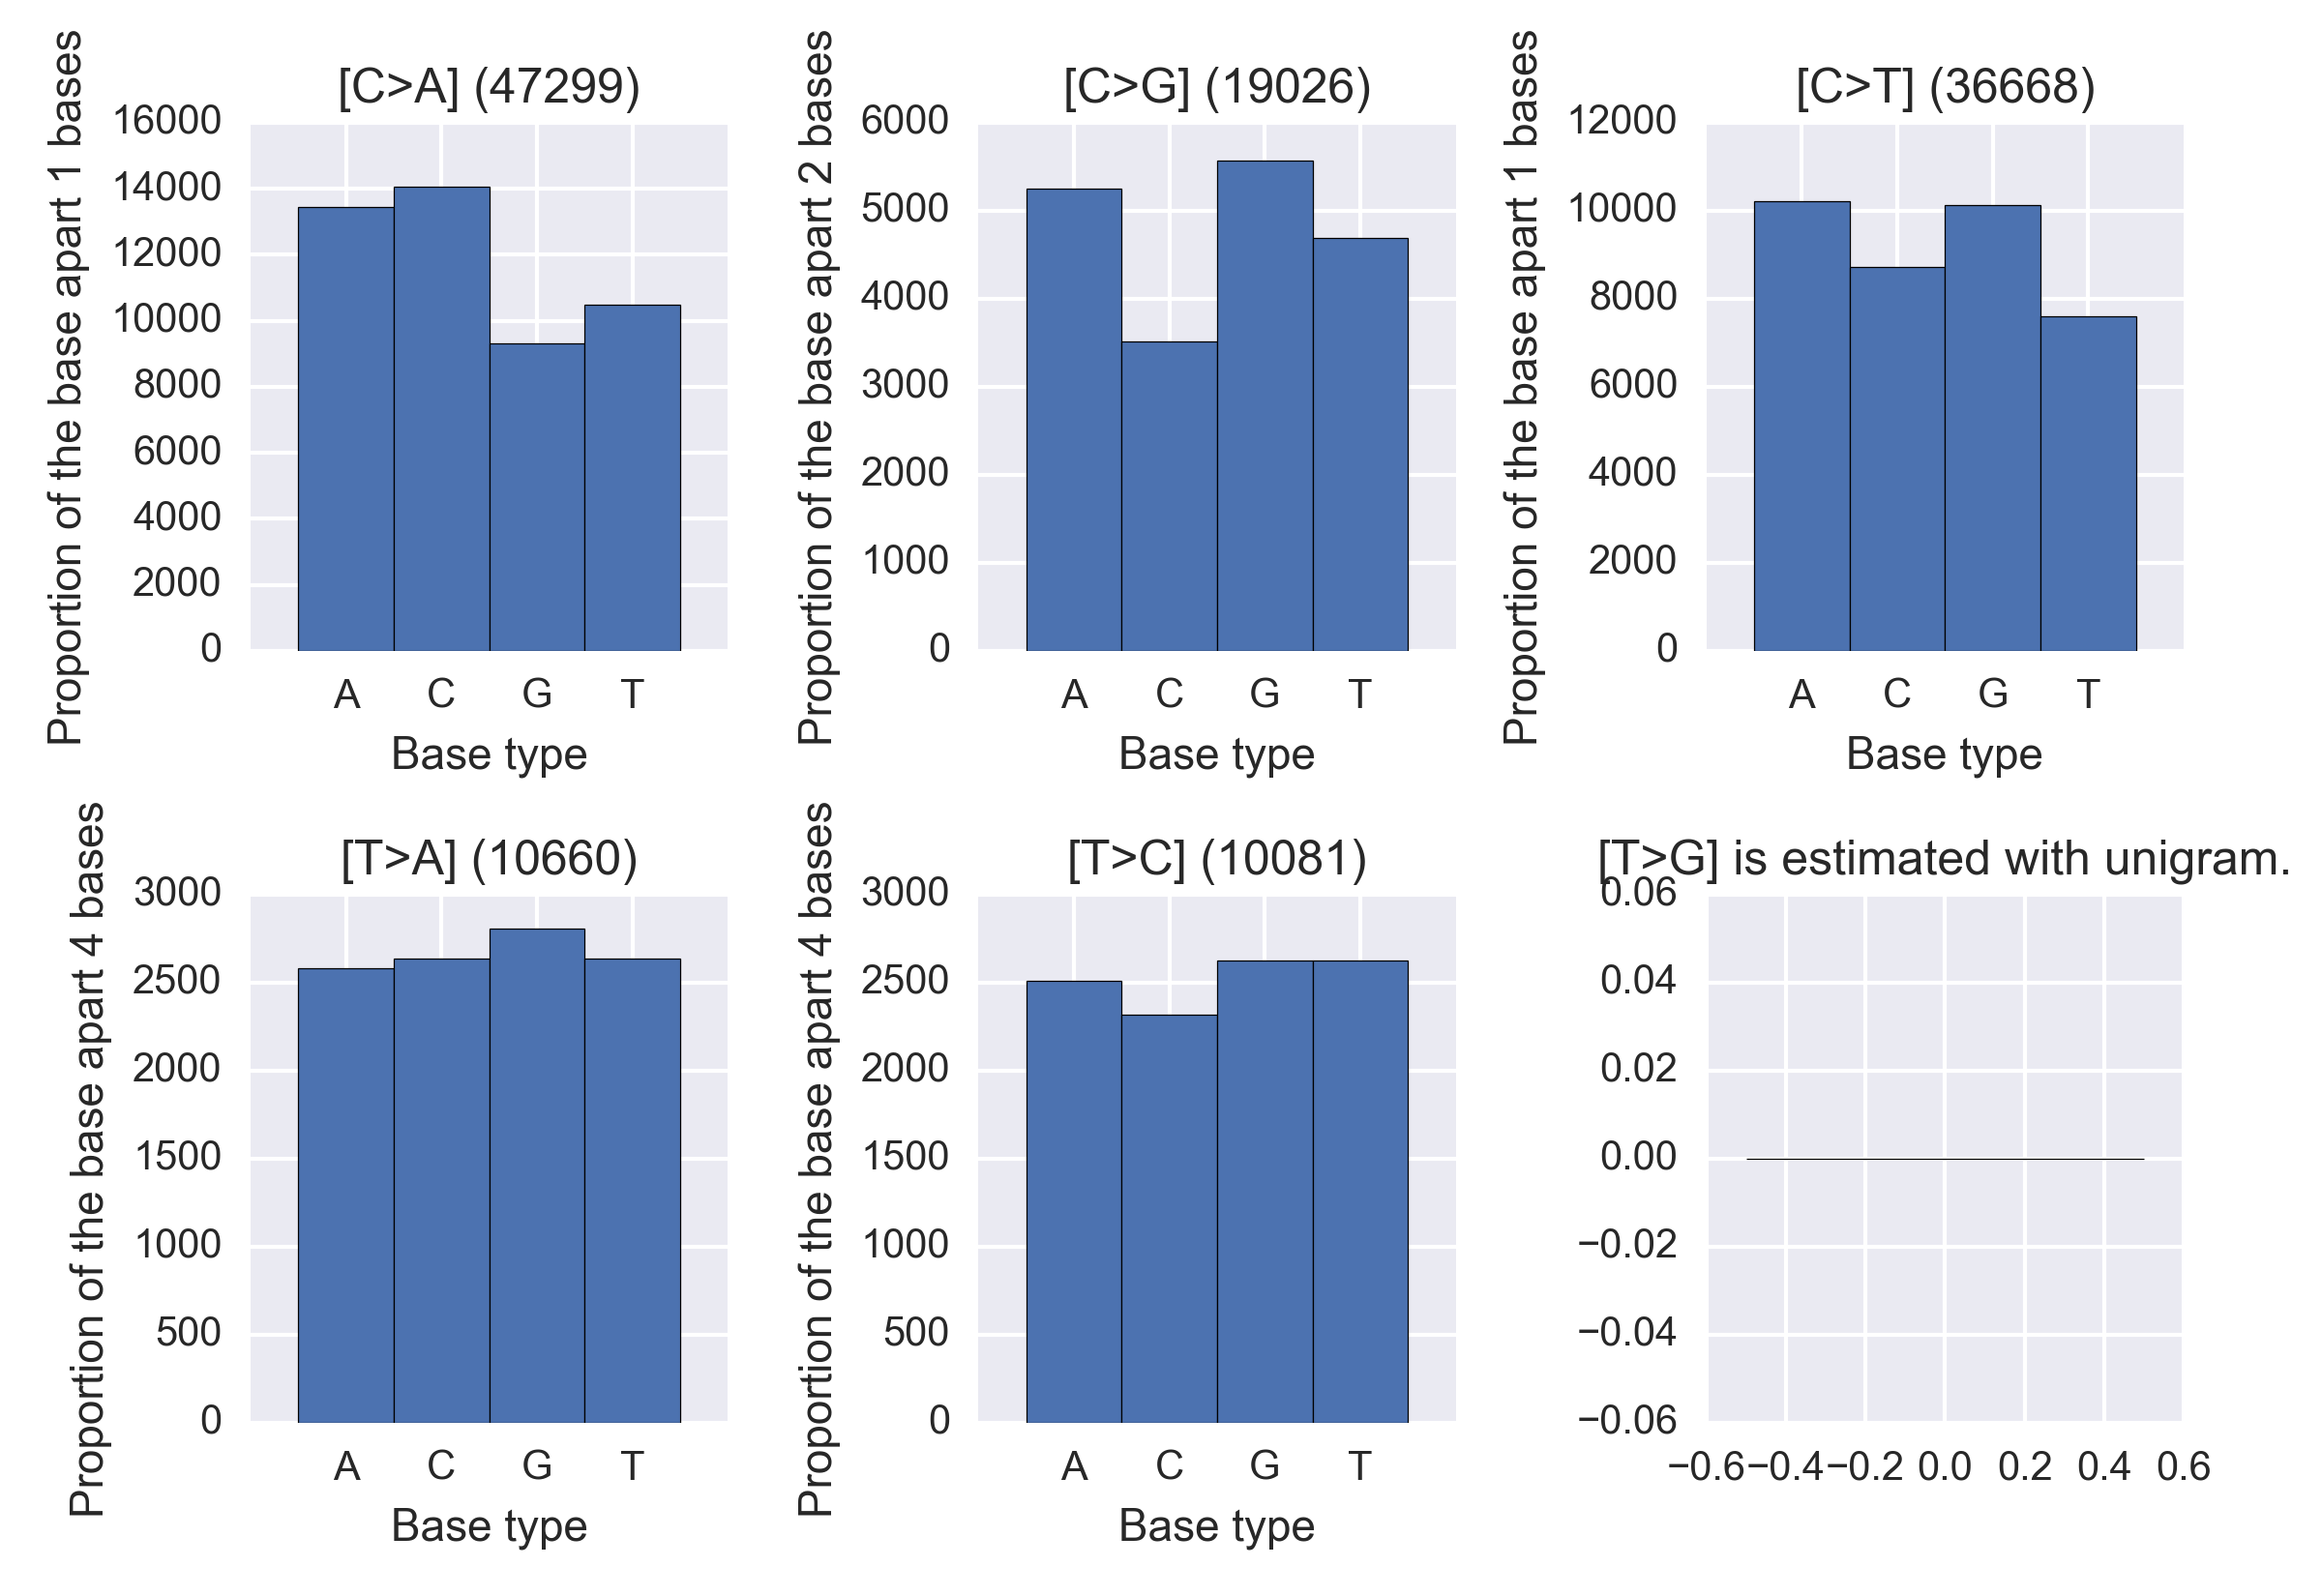 [C>A] (47299)
Proportion of the base apart 1 bases
16000
14000
12000
10000
8000
6000
4000
2000
0
A C G T
Base type
[C>G] (19026)
Proportion of the base apart 2 bases
6000
5000
4000
3000
2000
1000
0
A C G T
Base type
[C>T] (36668)
Proportion of the base apart 1 bases
12000
10000
8000
6000
4000
2000
0
A C G T
Base type
[T>A] (10660)
Proportion of the base apart 4 bases
3000
2500
2000
1500
1000
500
0
A C G T
Base type
[T>C] (10081)
Proportion of the base apart 4 bases
3000
2500
2000
1500
1000
500
0
A C G T
Base type
[T>G] is estimated with unigram.
0.06
0.04
0.02
0.00
−0.02
−0.04
−0.06
−0.6 −0.4 −0.2 0.0 0.2 0.4 0.6